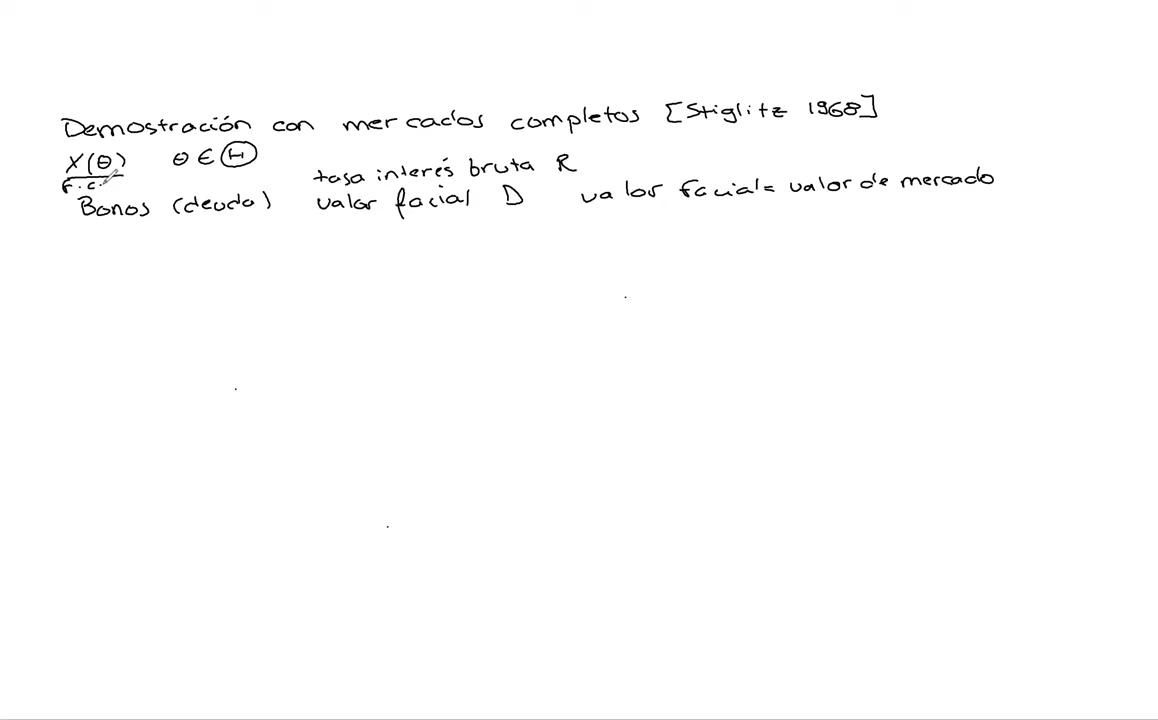 Demostración con mercados completos [Stiglitz 1968]
X(θ) θ ∈ Θ
F.C. tasa interés bruta R
Bonos (deuda) valor facial D valor facial = valor de mercado